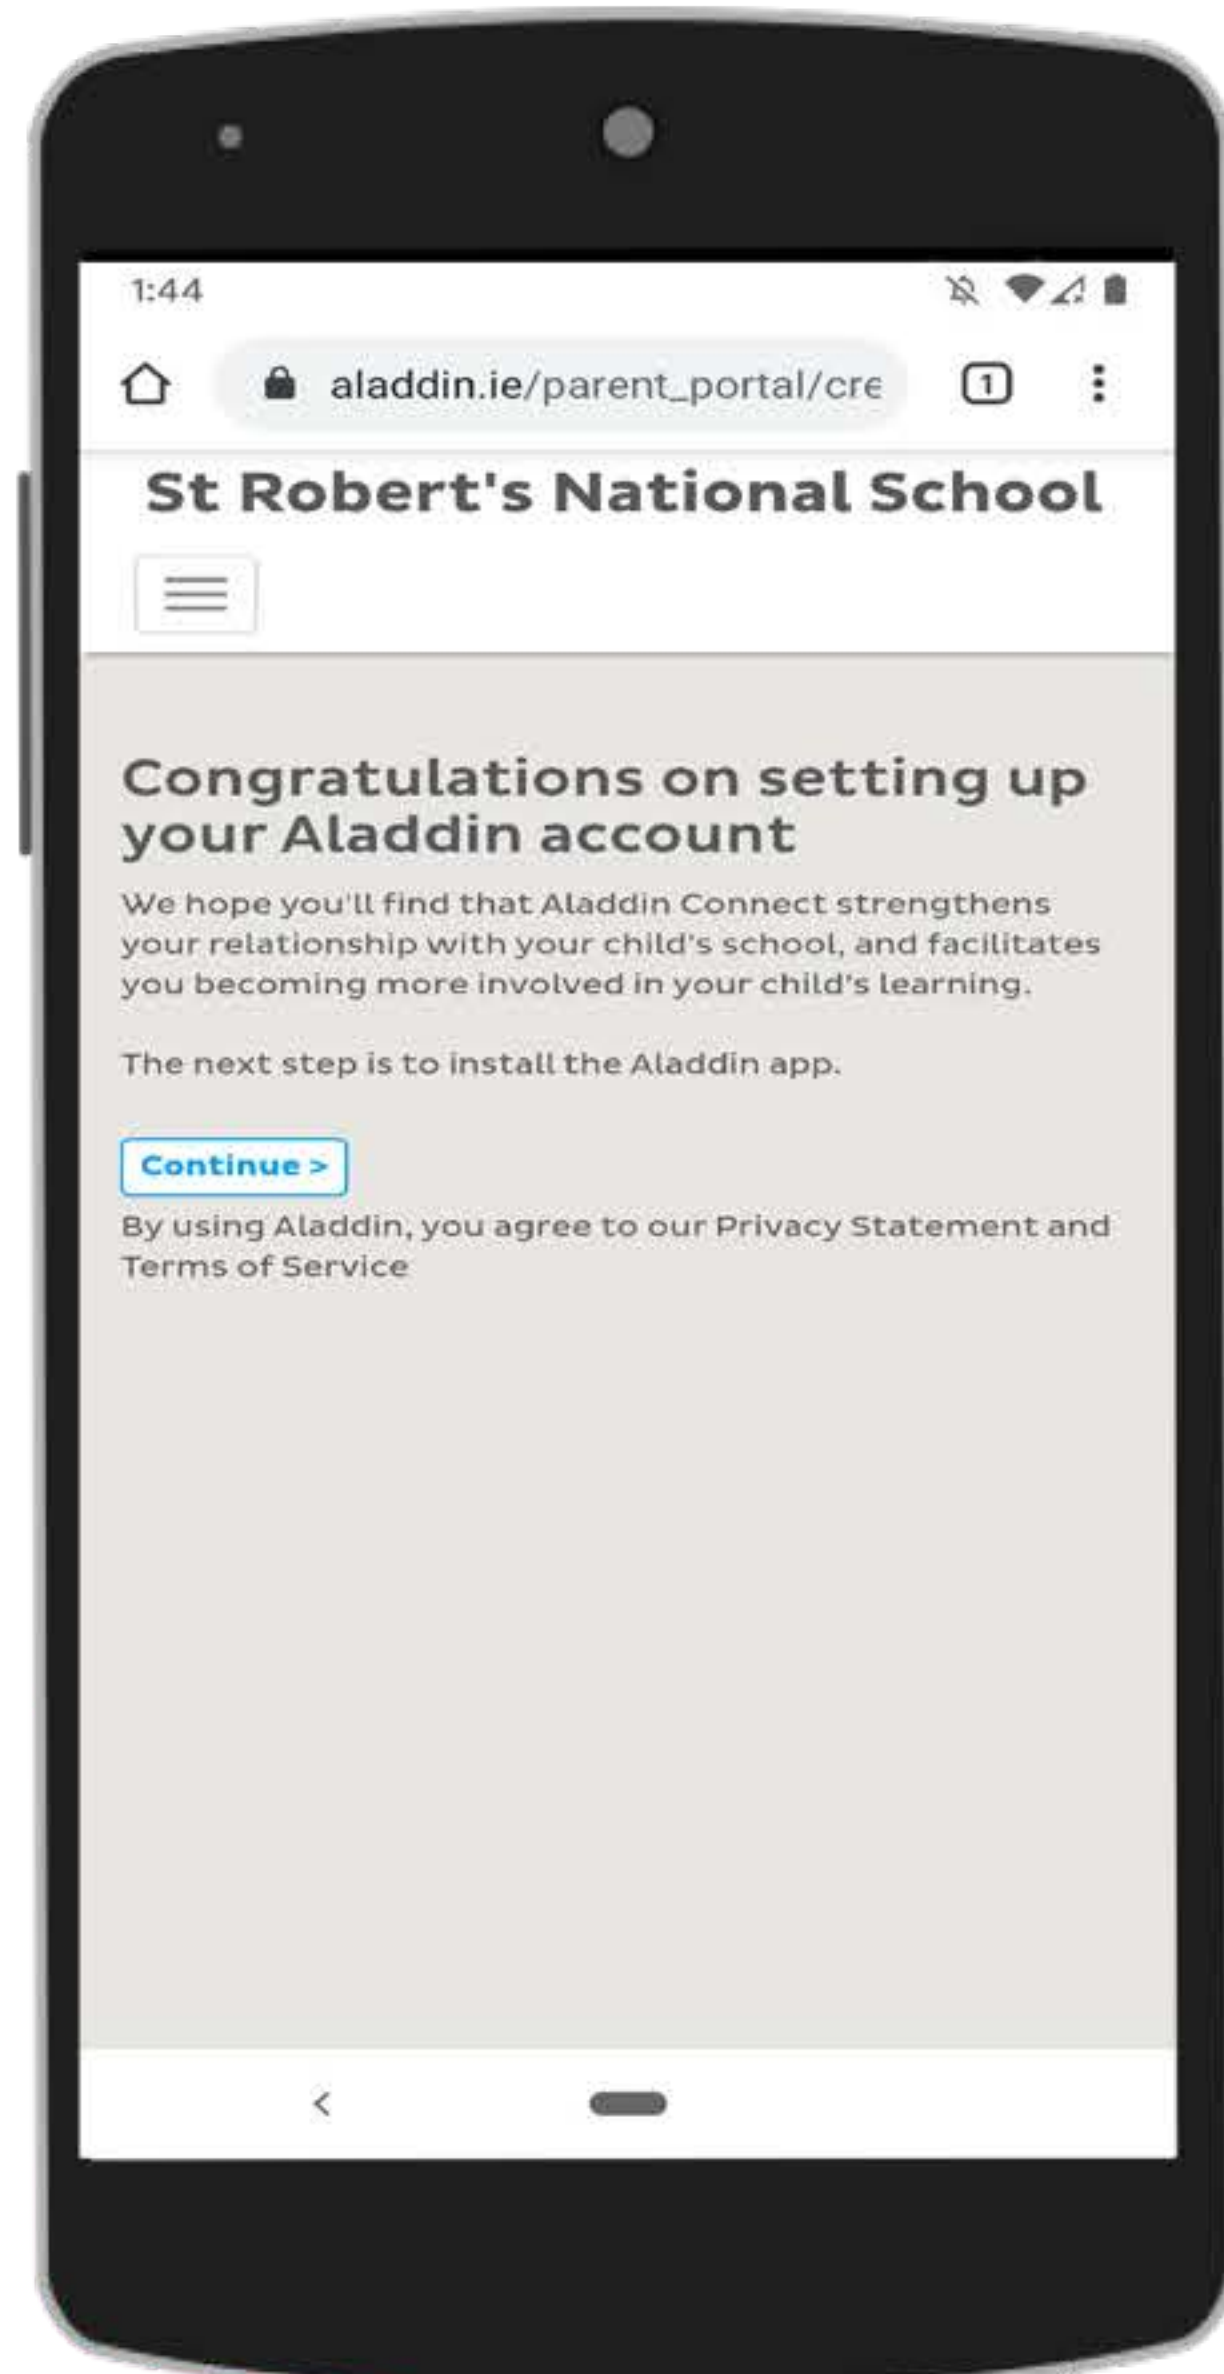 1:44
aladdin.ie/parent_portal/cre
1
St Robert's National School
Congratulations on setting up
your Aladdin account
We hope you'll find that Aladdin Connect strengthens
your relationship with your child's school, and facilitates
you becoming more involved in your child's learning.
The next step is to install the Aladdin app.
Continue >
By using Aladdin, you agree to our Privacy Statement and
Terms of Service